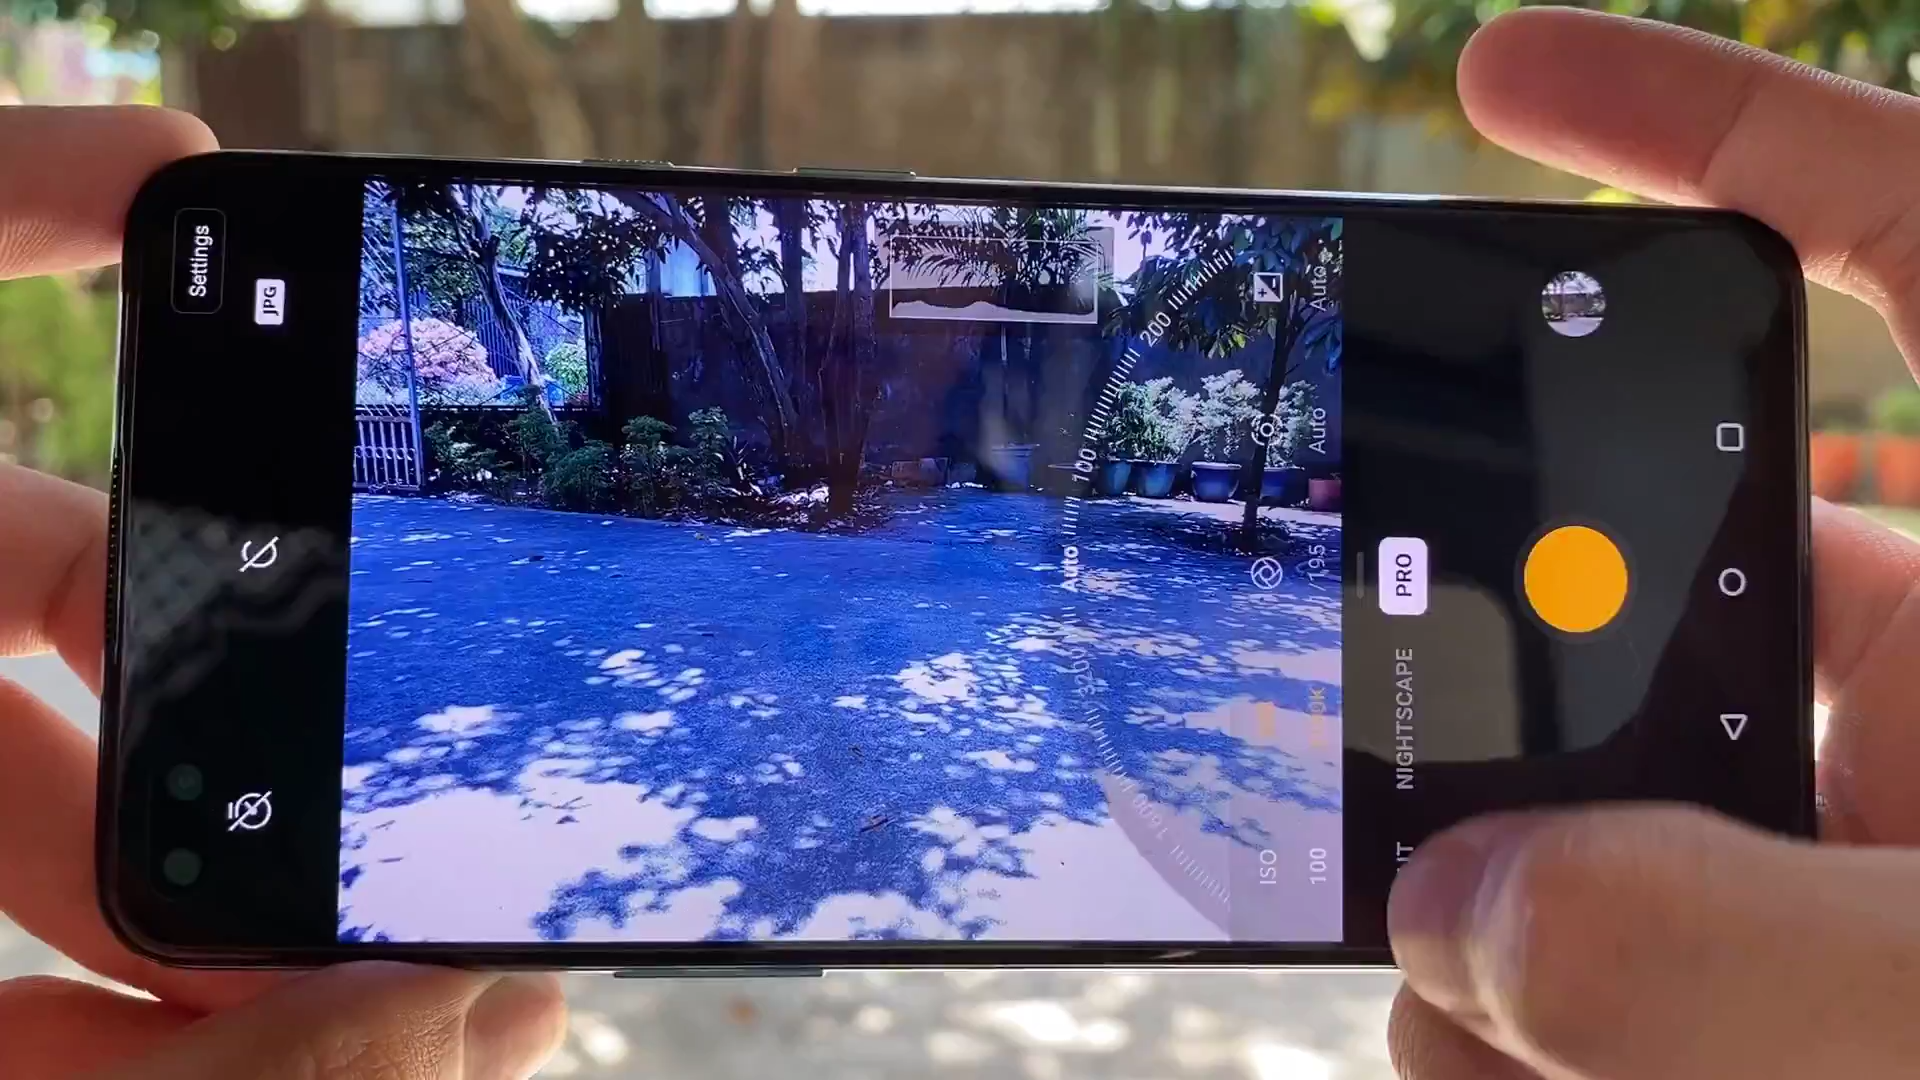 Settings
JPG
200
100
Auto
3200
1600
Auto
Auto
195
ISO
100
PRO
NIGHTSCAPE